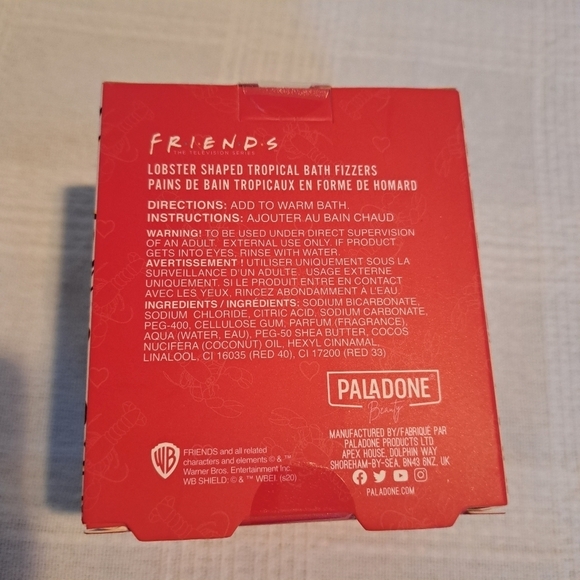 F·R·I·E·N·D·S
THE TELEVISION SERIES
LOBSTER SHAPED TROPICAL BATH FIZZERS
PAINS DE BAIN TROPICAUX EN FORME DE HOMARD
DIRECTIONS: ADD TO WARM BATH.
INSTRUCTIONS: AJOUTER AU BAIN CHAUD
WARNING! TO BE USED UNDER DIRECT SUPERVISION
OF AN ADULT. EXTERNAL USE ONLY. IF PRODUCT
GETS INTO EYES, RINSE WITH WATER.
AVERTISSEMENT ! UTILISER UNIQUEMENT SOUS LA
SURVEILLANCE D'UN ADULTE. USAGE EXTERNE
UNIQUEMENT. SI LE PRODUIT ENTRE EN CONTACT
AVEC LES YEUX, RINCEZ ABONDAMMENT À L'EAU.
INGREDIENTS / INGRÉDIENTS: SODIUM BICARBONATE,
SODIUM CHLORIDE, CITRIC ACID, SODIUM CARBONATE,
PEG-400, CELLULOSE GUM, PARFUM (FRAGRANCE),
AQUA (WATER, EAU), PEG-50 SHEA BUTTER, COCOS
NUCIFERA (COCONUT) OIL, HEXYL CINNAMAL,
LINALOOL, CI 16035 (RED 40), CI 17200 (RED 33)
PALADONE
Beauty
MANUFACTURED BY/FABRIQUÉ PAR
PALADONE PRODUCTS LTD
APEX HOUSE, DOLPHIN WAY
SHOREHAM-BY-SEA, BN43 6NZ, UK
PALADONE.COM
WB
FRIENDS and all related
characters and elements © & ™
Warner Bros. Entertainment Inc.
WB SHIELD: © & ™ WBEI. (s20)